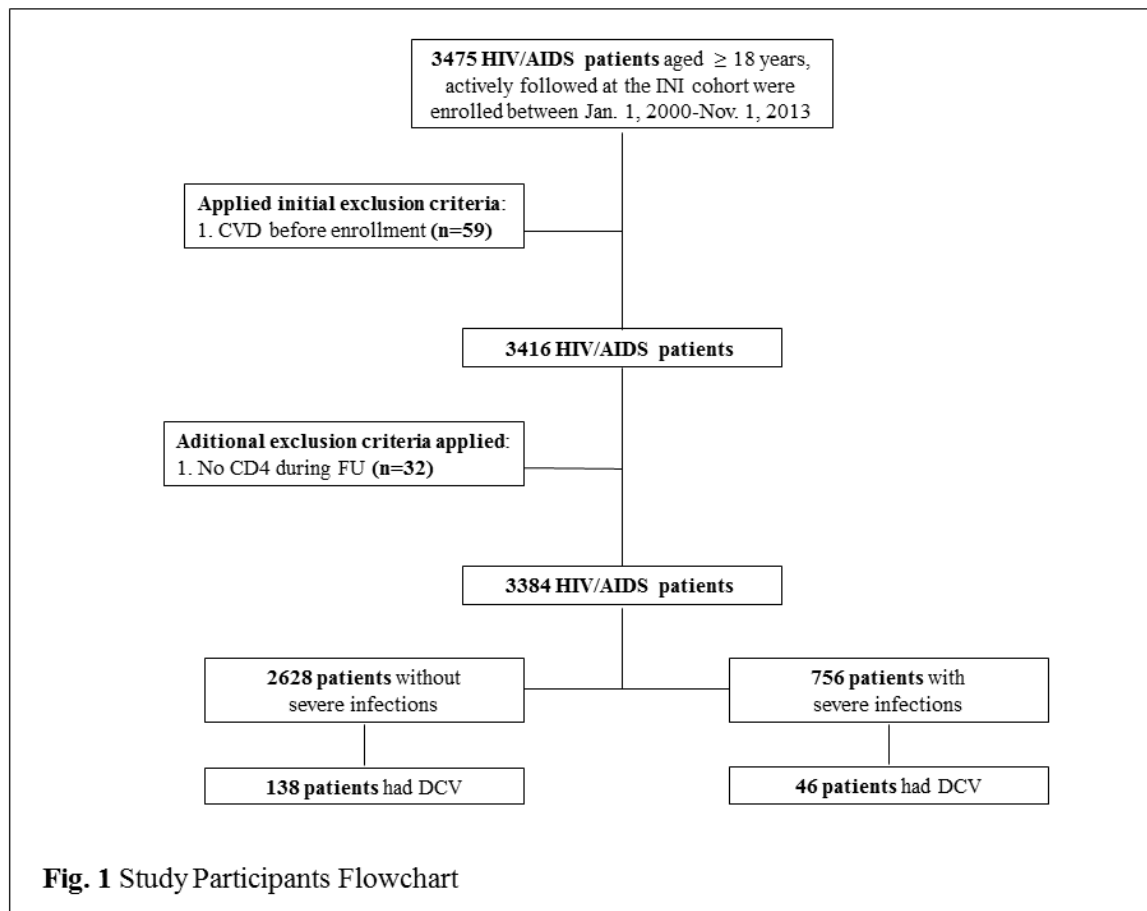 3475 HIV/AIDS patients aged ≥ 18 years,
actively followed at the INI cohort were
enrolled between Jan. 1, 2000-Nov. 1, 2013
Applied initial exclusion criteria:
1. CVD before enrollment (n=59)
3416 HIV/AIDS patients
Aditional exclusion criteria applied:
1. No CD4 during FU (n=32)
3384 HIV/AIDS patients
2628 patients without
severe infections
756 patients with
severe infections
138 patients had DCV
46 patients had DCV
Fig. 1 Study Participants Flowchart